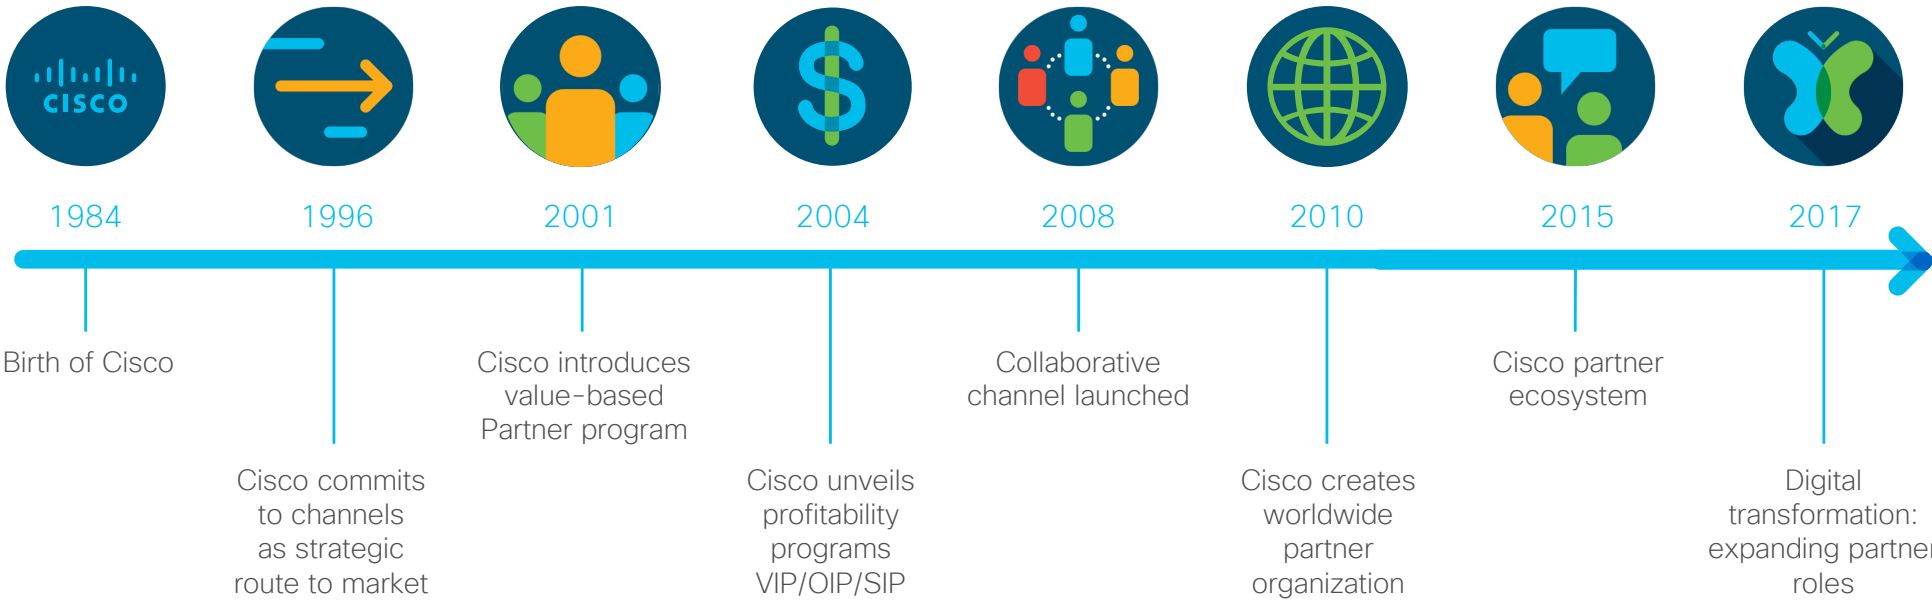 CISCO
1984
1996
2001
2004
2008
2010
2015
2017
Birth of Cisco
Cisco commits
to channels
as strategic
route to market
Cisco introduces
value-based
Partner program
Cisco unveils
profitability
programs
VIP/OIP/SIP
Collaborative
channel launched
Cisco creates
worldwide
partner
organization
Cisco partner
ecosystem
Digital
transformation:
expanding partner
roles